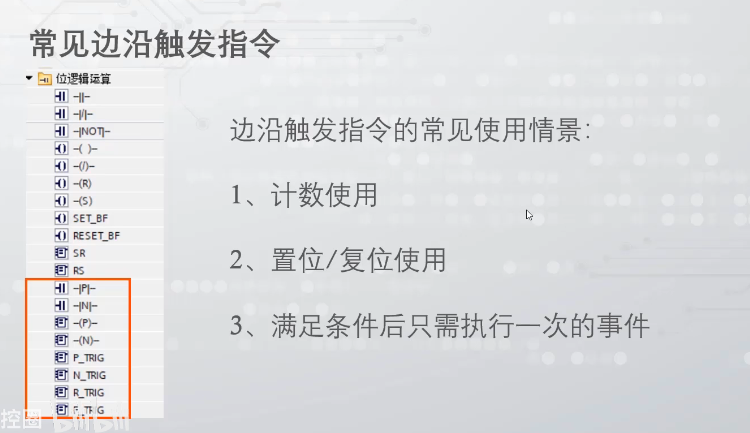 常见边沿触发指令
位逻辑运算
-||-
-|/|-
-|NOT|-
-( )-
-(/)-
-(R)
-(S)
SET_BF
RESET_BF
SR
RS
-|P|-
-|N|-
-(P)-
-(N)-
P_TRIG
N_TRIG
R_TRIG
F_TRIG
边沿触发指令的常见使用情景:
1、计数使用
2、置位/复位使用
3、满足条件后只需执行一次的事件
控圈 bilibili